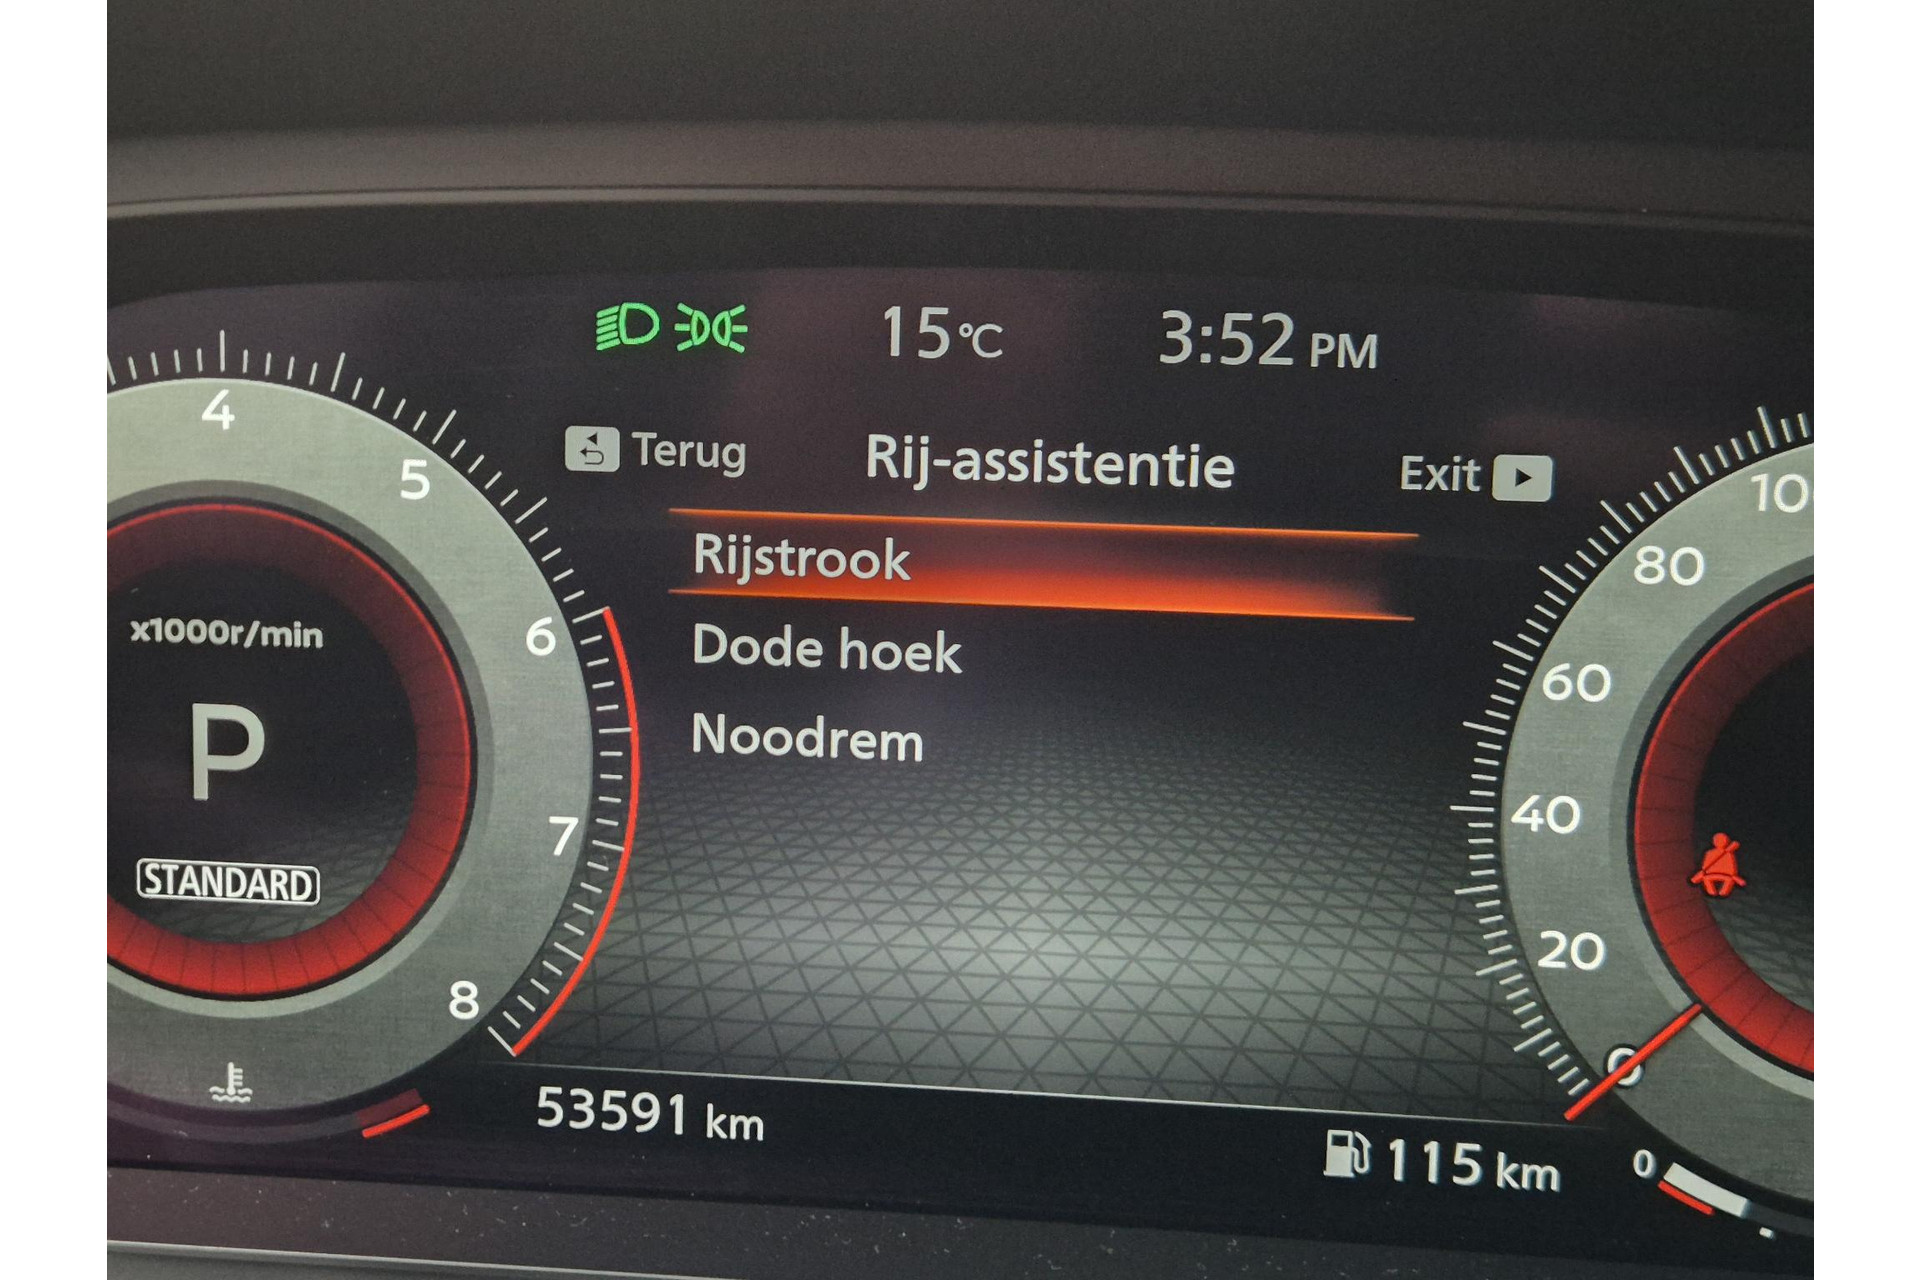 15°C
3:52 PM
Terug
Rij-assistentie
Exit
Rijstrook
Dode hoek
Noodrem
4
5
6
7
8
x1000r/min
P
STANDARD
10
80
60
40
20
0
53591 km
115 km
0